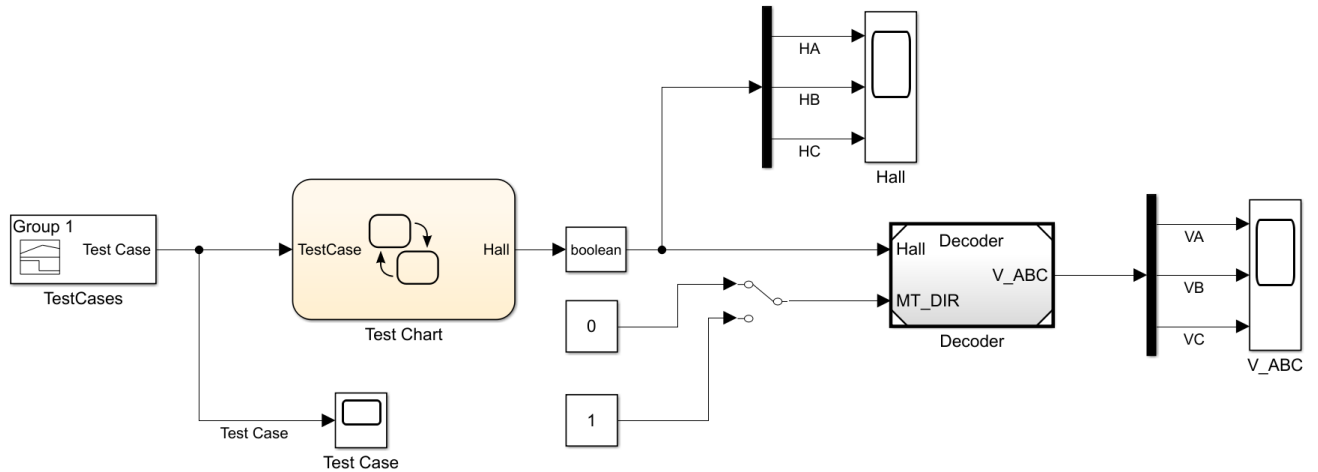 HA
HB
HC
Hall
Group 1
Test Case
TestCases
TestCase
Hall
Test Chart
boolean
Hall
Decoder
V_ABC
MT_DIR
Decoder
0
1
VA
VB
VC
V_ABC
Test Case
Test Case